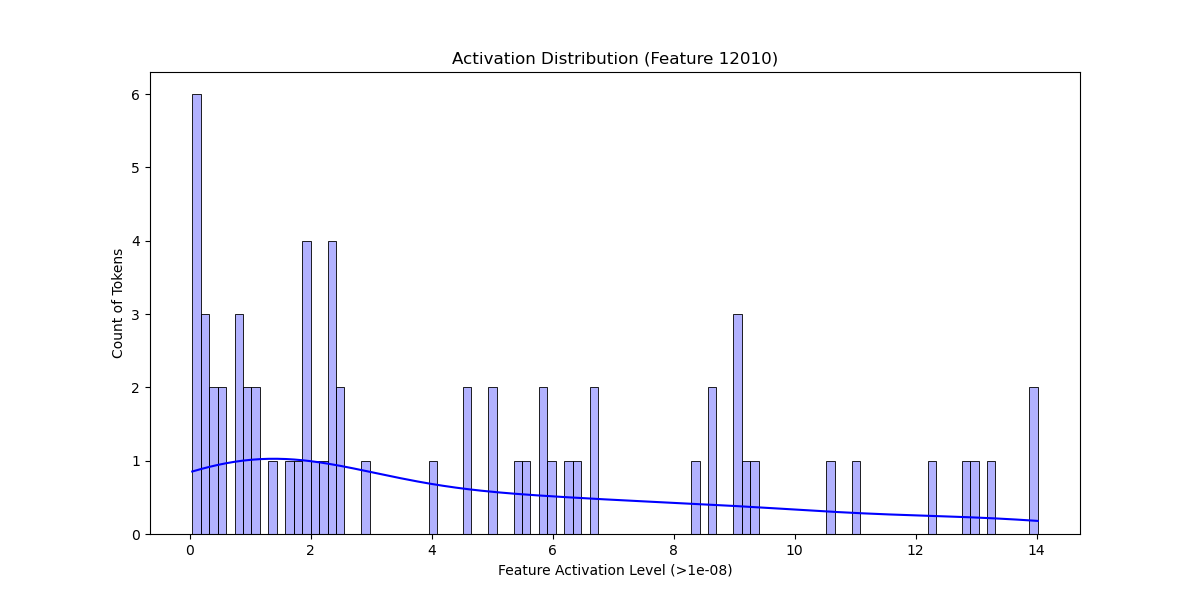 Activation Distribution (Feature 12010)
6
5
4
3
2
1
0
Count of Tokens
0 2 4 6 8 10 12 14
Feature Activation Level (>1e-08)